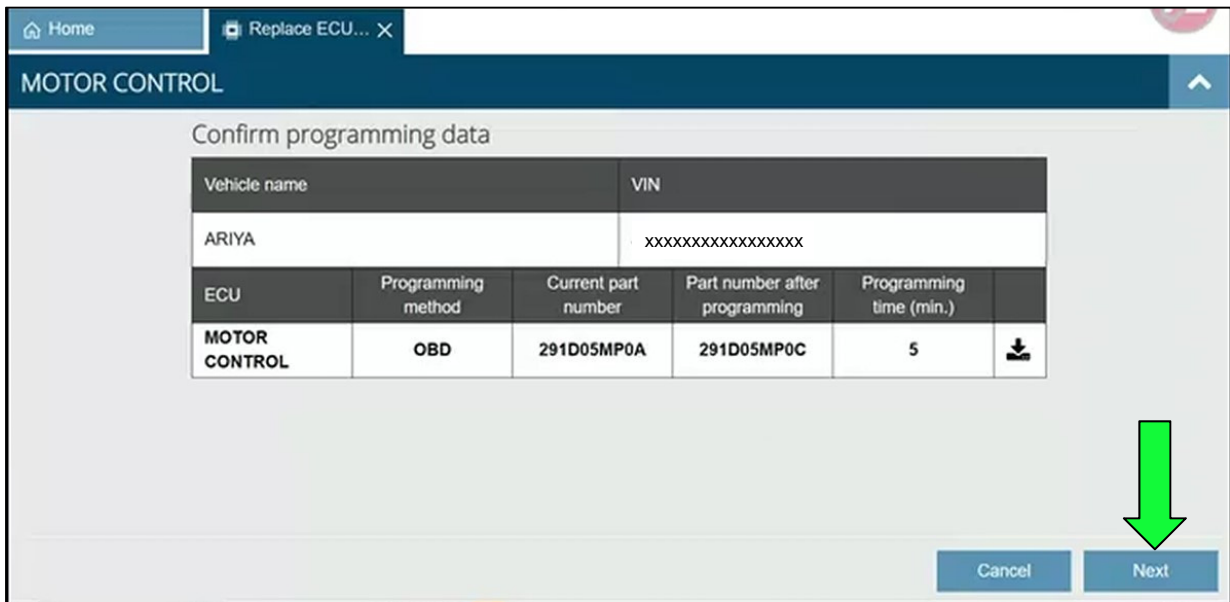 Home Replace ECU... X
MOTOR CONTROL
Confirm programming data
Vehicle name VIN
ARIYA xxxxxxxxxxxxxxxxx
ECU Programming method Current part number Part number after programming Programming time (min.)
MOTOR CONTROL OBD 291D05MP0A 291D05MP0C 5
Cancel Next